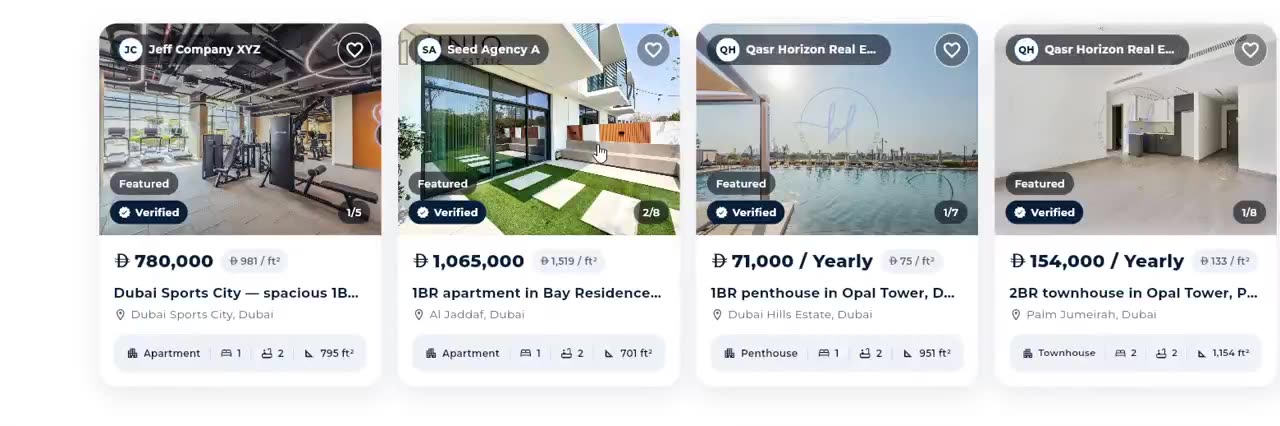 JC Jeff Company XYZ
Featured
Verified
1/5
780,000 981 / ft²
Dubai Sports City — spacious 1B...
Dubai Sports City, Dubai
Apartment 1 2 795 ft²
SA Seed Agency A
Featured
Verified
2/8
1,065,000 1,519 / ft²
1BR apartment in Bay Residence...
Al Jaddaf, Dubai
Apartment 1 2 701 ft²
QH Qasr Horizon Real E...
bl
Featured
Verified
1/7
71,000 / Yearly 75 / ft²
1BR penthouse in Opal Tower, D...
Dubai Hills Estate, Dubai
Penthouse 1 2 951 ft²
QH Qasr Horizon Real E...
Featured
Verified
1/8
154,000 / Yearly 133 / ft²
2BR townhouse in Opal Tower, P...
Palm Jumeirah, Dubai
Townhouse 2 2 1,154 ft²